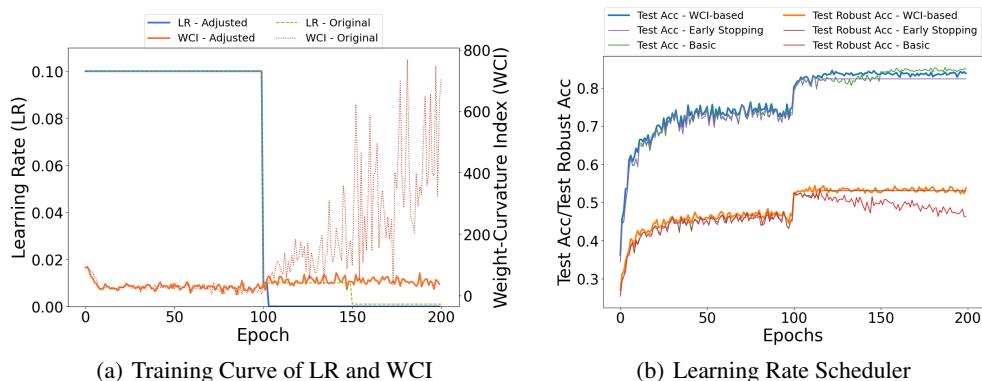 LR - Adjusted
WCI - Adjusted
LR - Original
WCI - Original
Learning Rate (LR)
0.10
0.08
0.06
0.04
0.02
0.00
800
600
400
200
0
Weight-Curvature Index (WCI)
0 50 100 150 200
Epoch
(a) Training Curve of LR and WCI
Test Acc - WCI-based
Test Acc - Early Stopping
Test Acc - Basic
Test Robust Acc - WCI-based
Test Robust Acc - Early Stopping
Test Robust Acc - Basic
Test Acc/Test Robust Acc
0.8
0.7
0.6
0.5
0.4
0.3
0 50 100 150 200
Epochs
(b) Learning Rate Scheduler